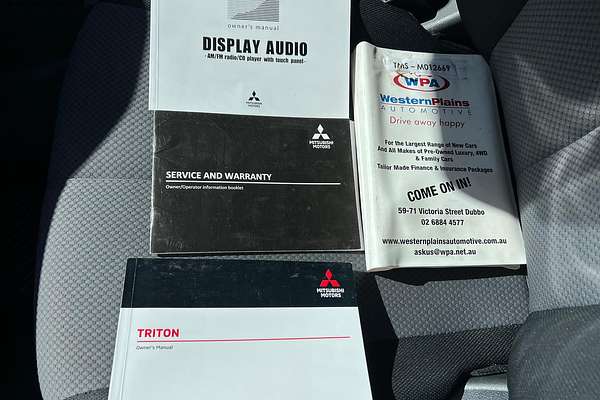 owner's manual
DISPLAY AUDIO
-AM/FM radio/CD player with touch panel-
MITSUBISHI
MOTORS
MITSUBISHI
MOTORS
SERVICE AND WARRANTY
Owner/Operator information booklet
TMS - M012669
WPA
WesternPlains
AUTOMOTIVE
Drive away happy
For the Largest Range of New Cars
And All Makes of Pre-Owned Luxury, 4WD
& Family Cars
Tailor Made Finance & Insurance Packages
COME ON IN!
59-71 Victoria Street Dubbo
02 6884 4577
www.westernplainsautomotive.com.au
askus@wpa.net.au
MITSUBISHI
MOTORS
TRITON
Owner's Manual